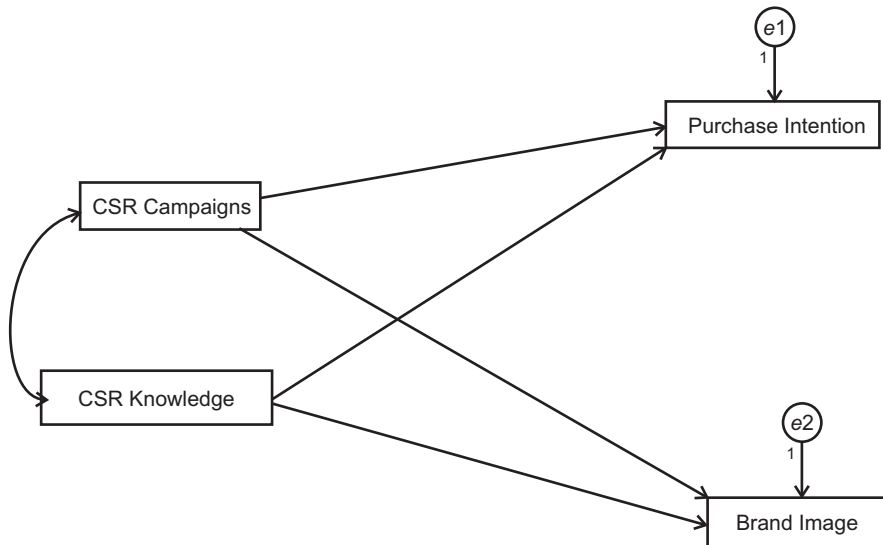 e1
1
Purchase Intention
CSR Campaigns
CSR Knowledge
e2
1
Brand Image